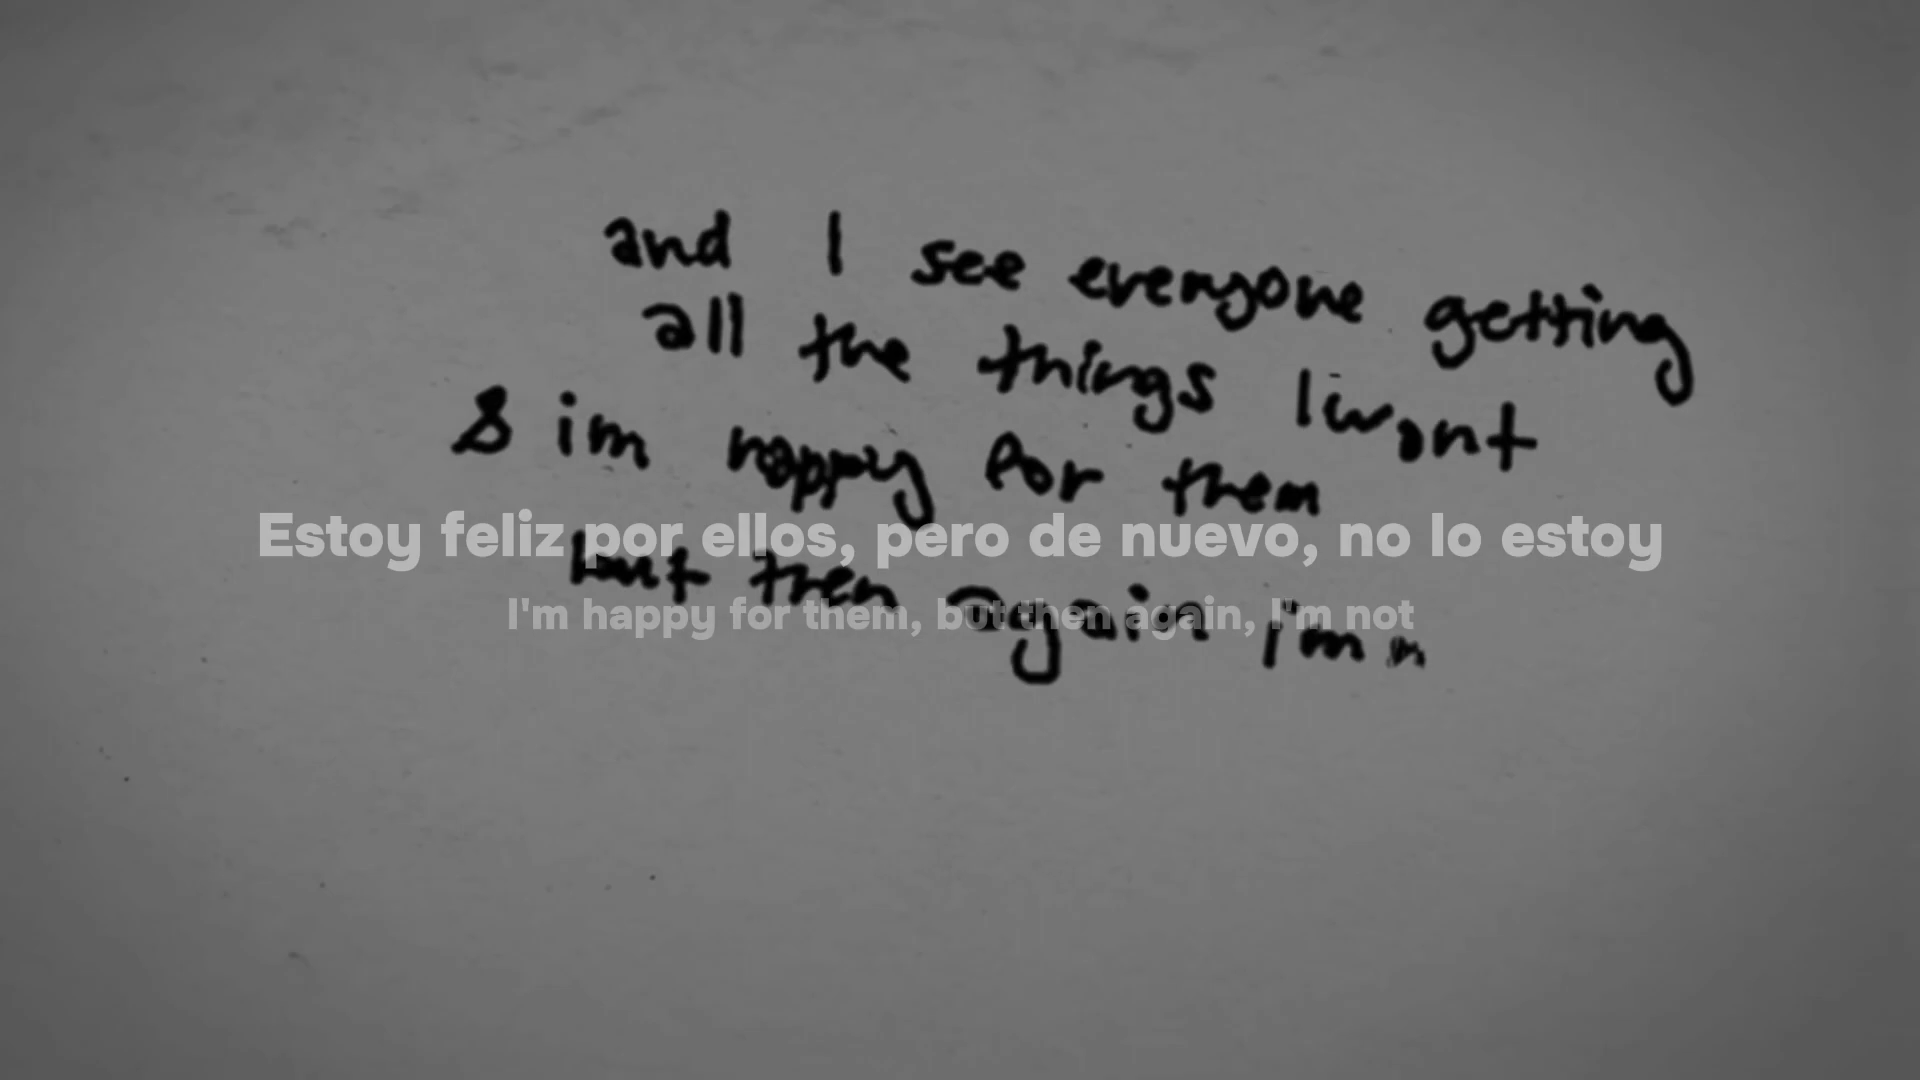 and I see everyone getting
all the things I want
& im happy for them
Estoy feliz por ellos, pero de nuevo, no lo estoy
but then again i'm
I'm happy for them, but then again, I'm not